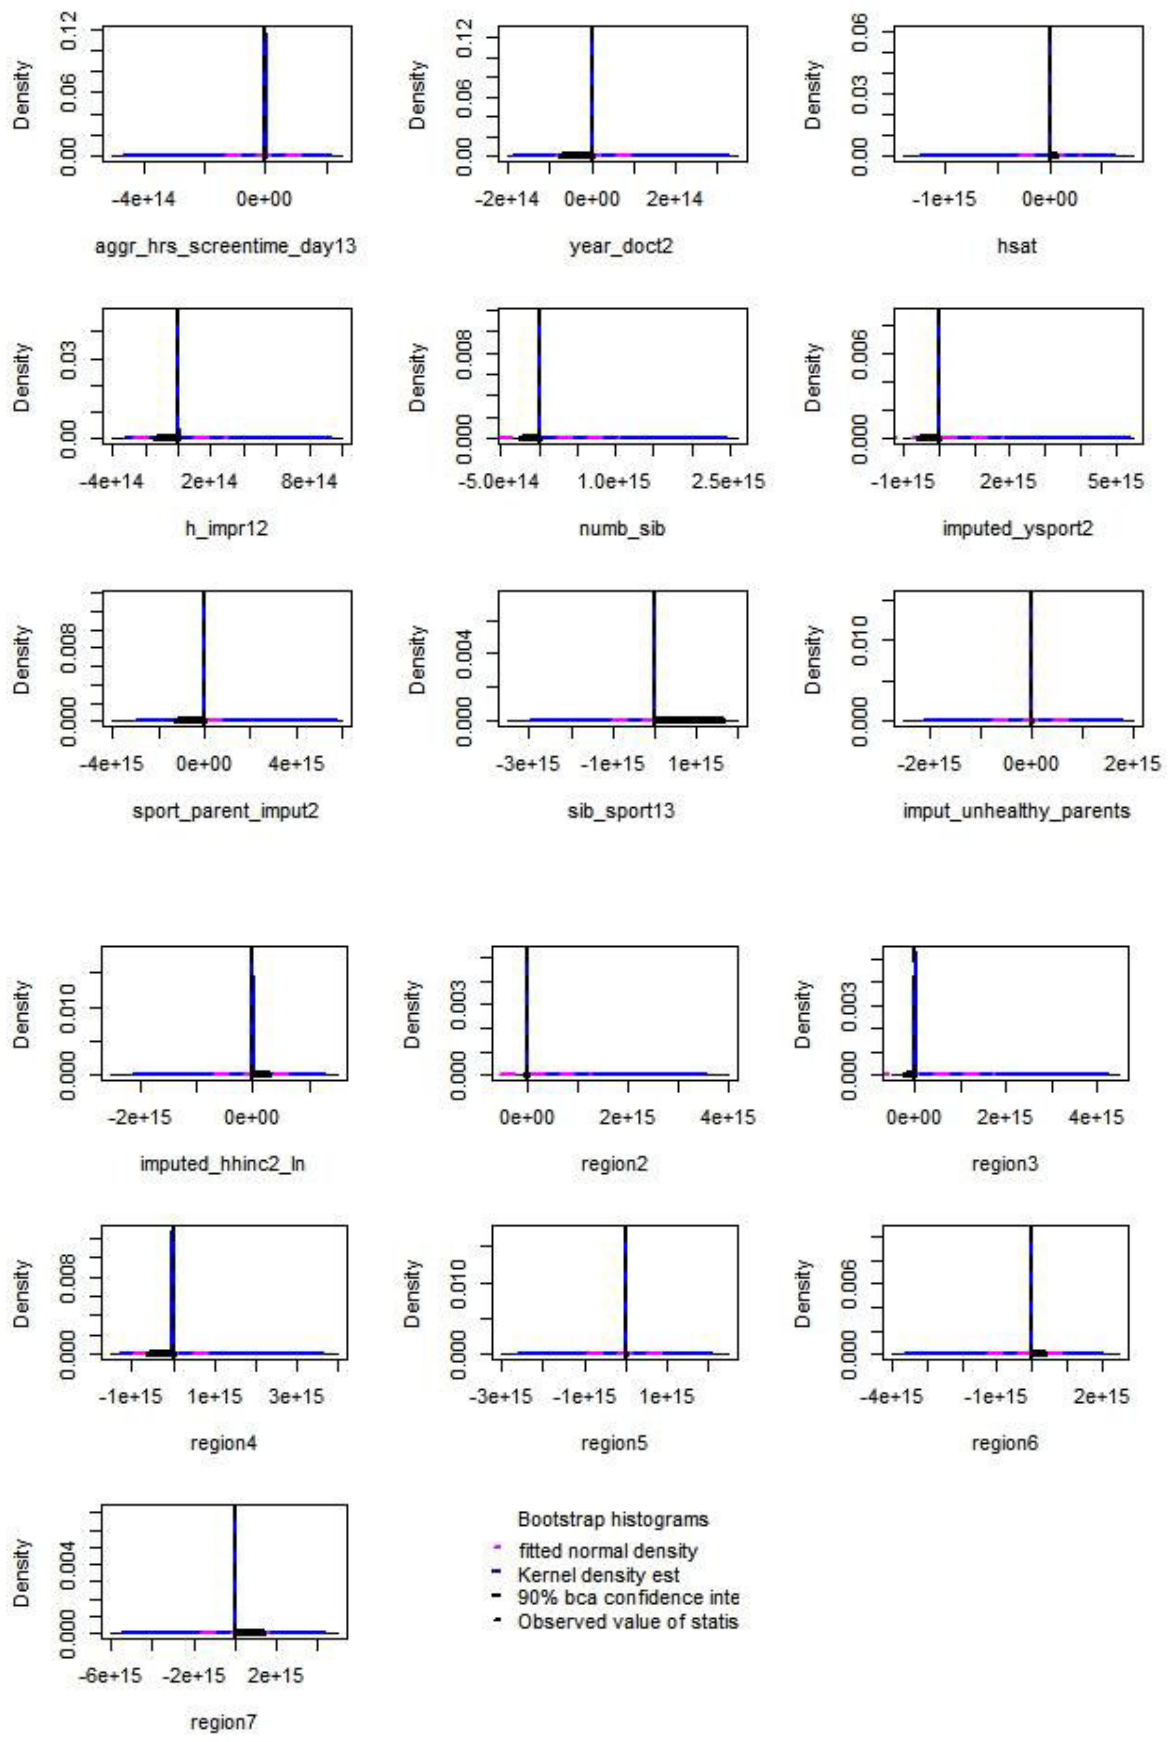 Density
0.00 0.06 0.12
-4e+14 0e+00
aggr_hrs_screentime_day13
Density
0.00 0.06 0.12
-2e+14 0e+00 2e+14
year_doct2
Density
0.00 0.03 0.06
-1e+15 0e+00
hsat
Density
0.00 0.03
-4e+14 2e+14 8e+14
h_impr12
Density
0.000 0.008
-5.0e+14 1.0e+15 2.5e+15
numb_sib
Density
0.000 0.006
-1e+15 2e+15 5e+15
imputed_ysport2
Density
0.000 0.008
-4e+15 0e+00 4e+15
sport_parent_imput2
Density
0.000 0.004
-3e+15 -1e+15 1e+15
sib_sport13
Density
0.000 0.010
-2e+15 0e+00 2e+15
imput_unhealthy_parents
Density
0.000 0.010
-2e+15 0e+00
imputed_hhinc2_ln
Density
0.000 0.003
0e+00 2e+15 4e+15
region2
Density
0.000 0.003
0e+00 2e+15 4e+15
region3
Density
0.000 0.008
-1e+15 1e+15 3e+15
region4
Density
0.000 0.010
-3e+15 -1e+15 1e+15
region5
Density
0.000 0.006
-4e+15 -1e+15 2e+15
region6
Density
0.000 0.004
-6e+15 -2e+15 2e+15
region7
Bootstrap histograms
fitted normal density
Kernel density est
90% bca confidence inte
Observed value of statis